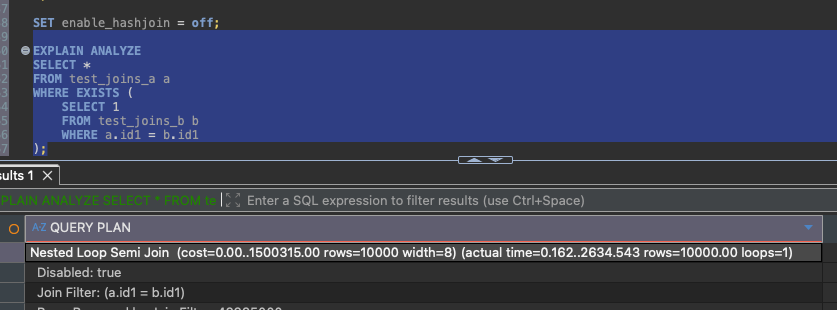 7
8 SET enable_hashjoin = off;
9
0 EXPLAIN ANALYZE
1 SELECT *
2 FROM test_joins_a a
3 WHERE EXISTS (
4 SELECT 1
5 FROM test_joins_b b
6 WHERE a.id1 = b.id1
7 );
sults 1
PLAIN ANALYZE SELECT * FROM te Enter a SQL expression to filter results (use Ctrl+Space)
A-Z QUERY PLAN
Nested Loop Semi Join (cost=0.00..1500315.00 rows=10000 width=8) (actual time=0.162..2634.543 rows=10000.00 loops=1)
Disabled: true
Join Filter: (a.id1 = b.id1)